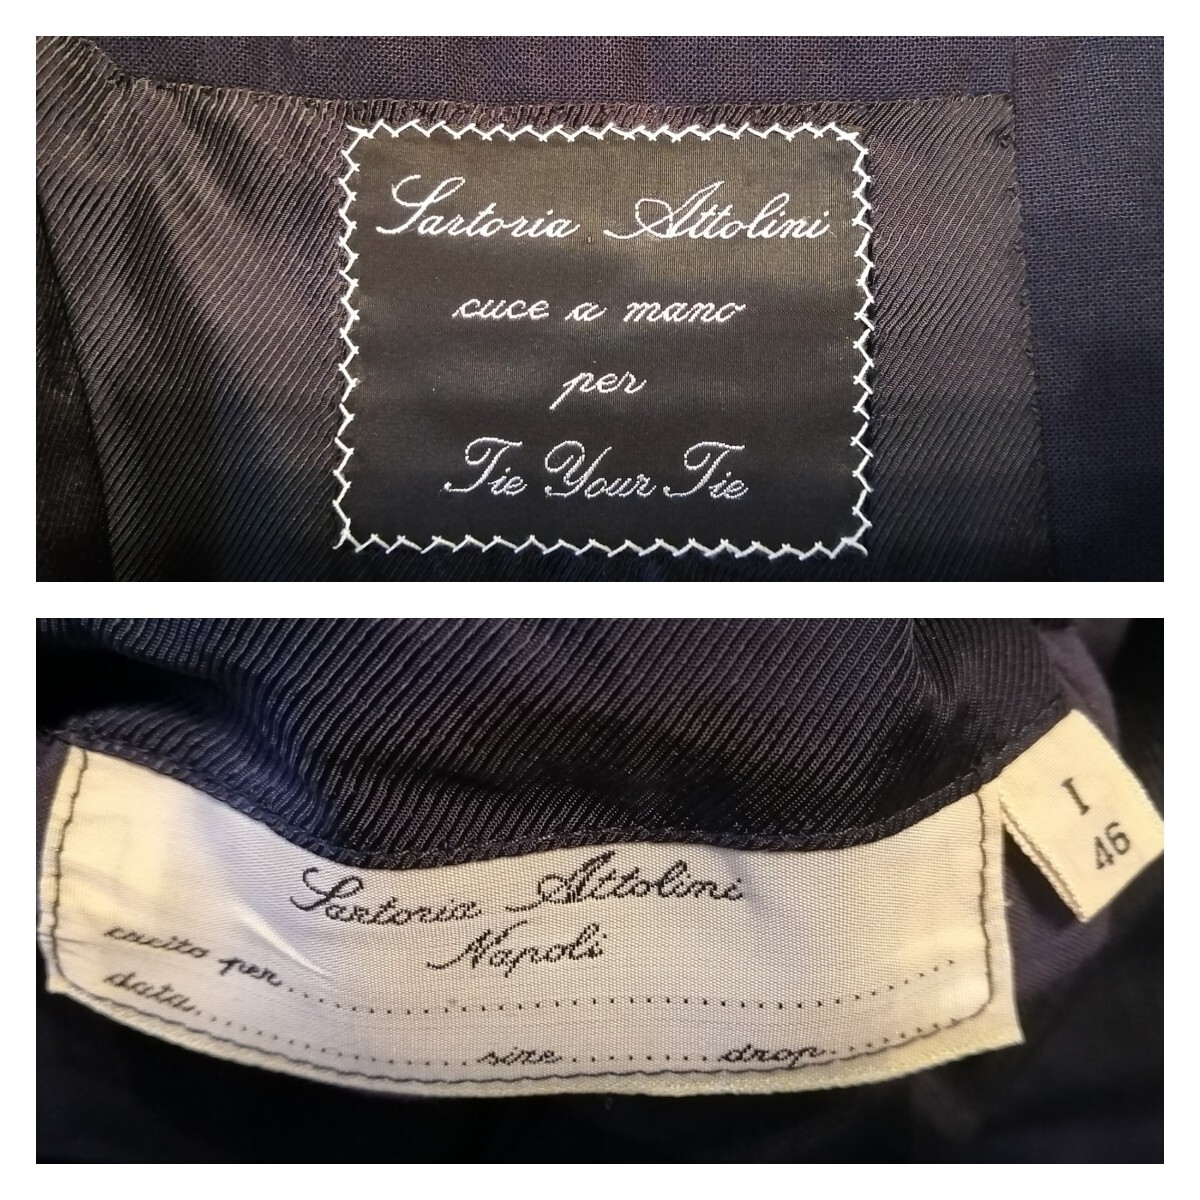 Sartoria Attolini
cuce a mano
per
Tie Your Tie
Sartoria Attolini
Napoli
cucito per
data
size drop
I
46